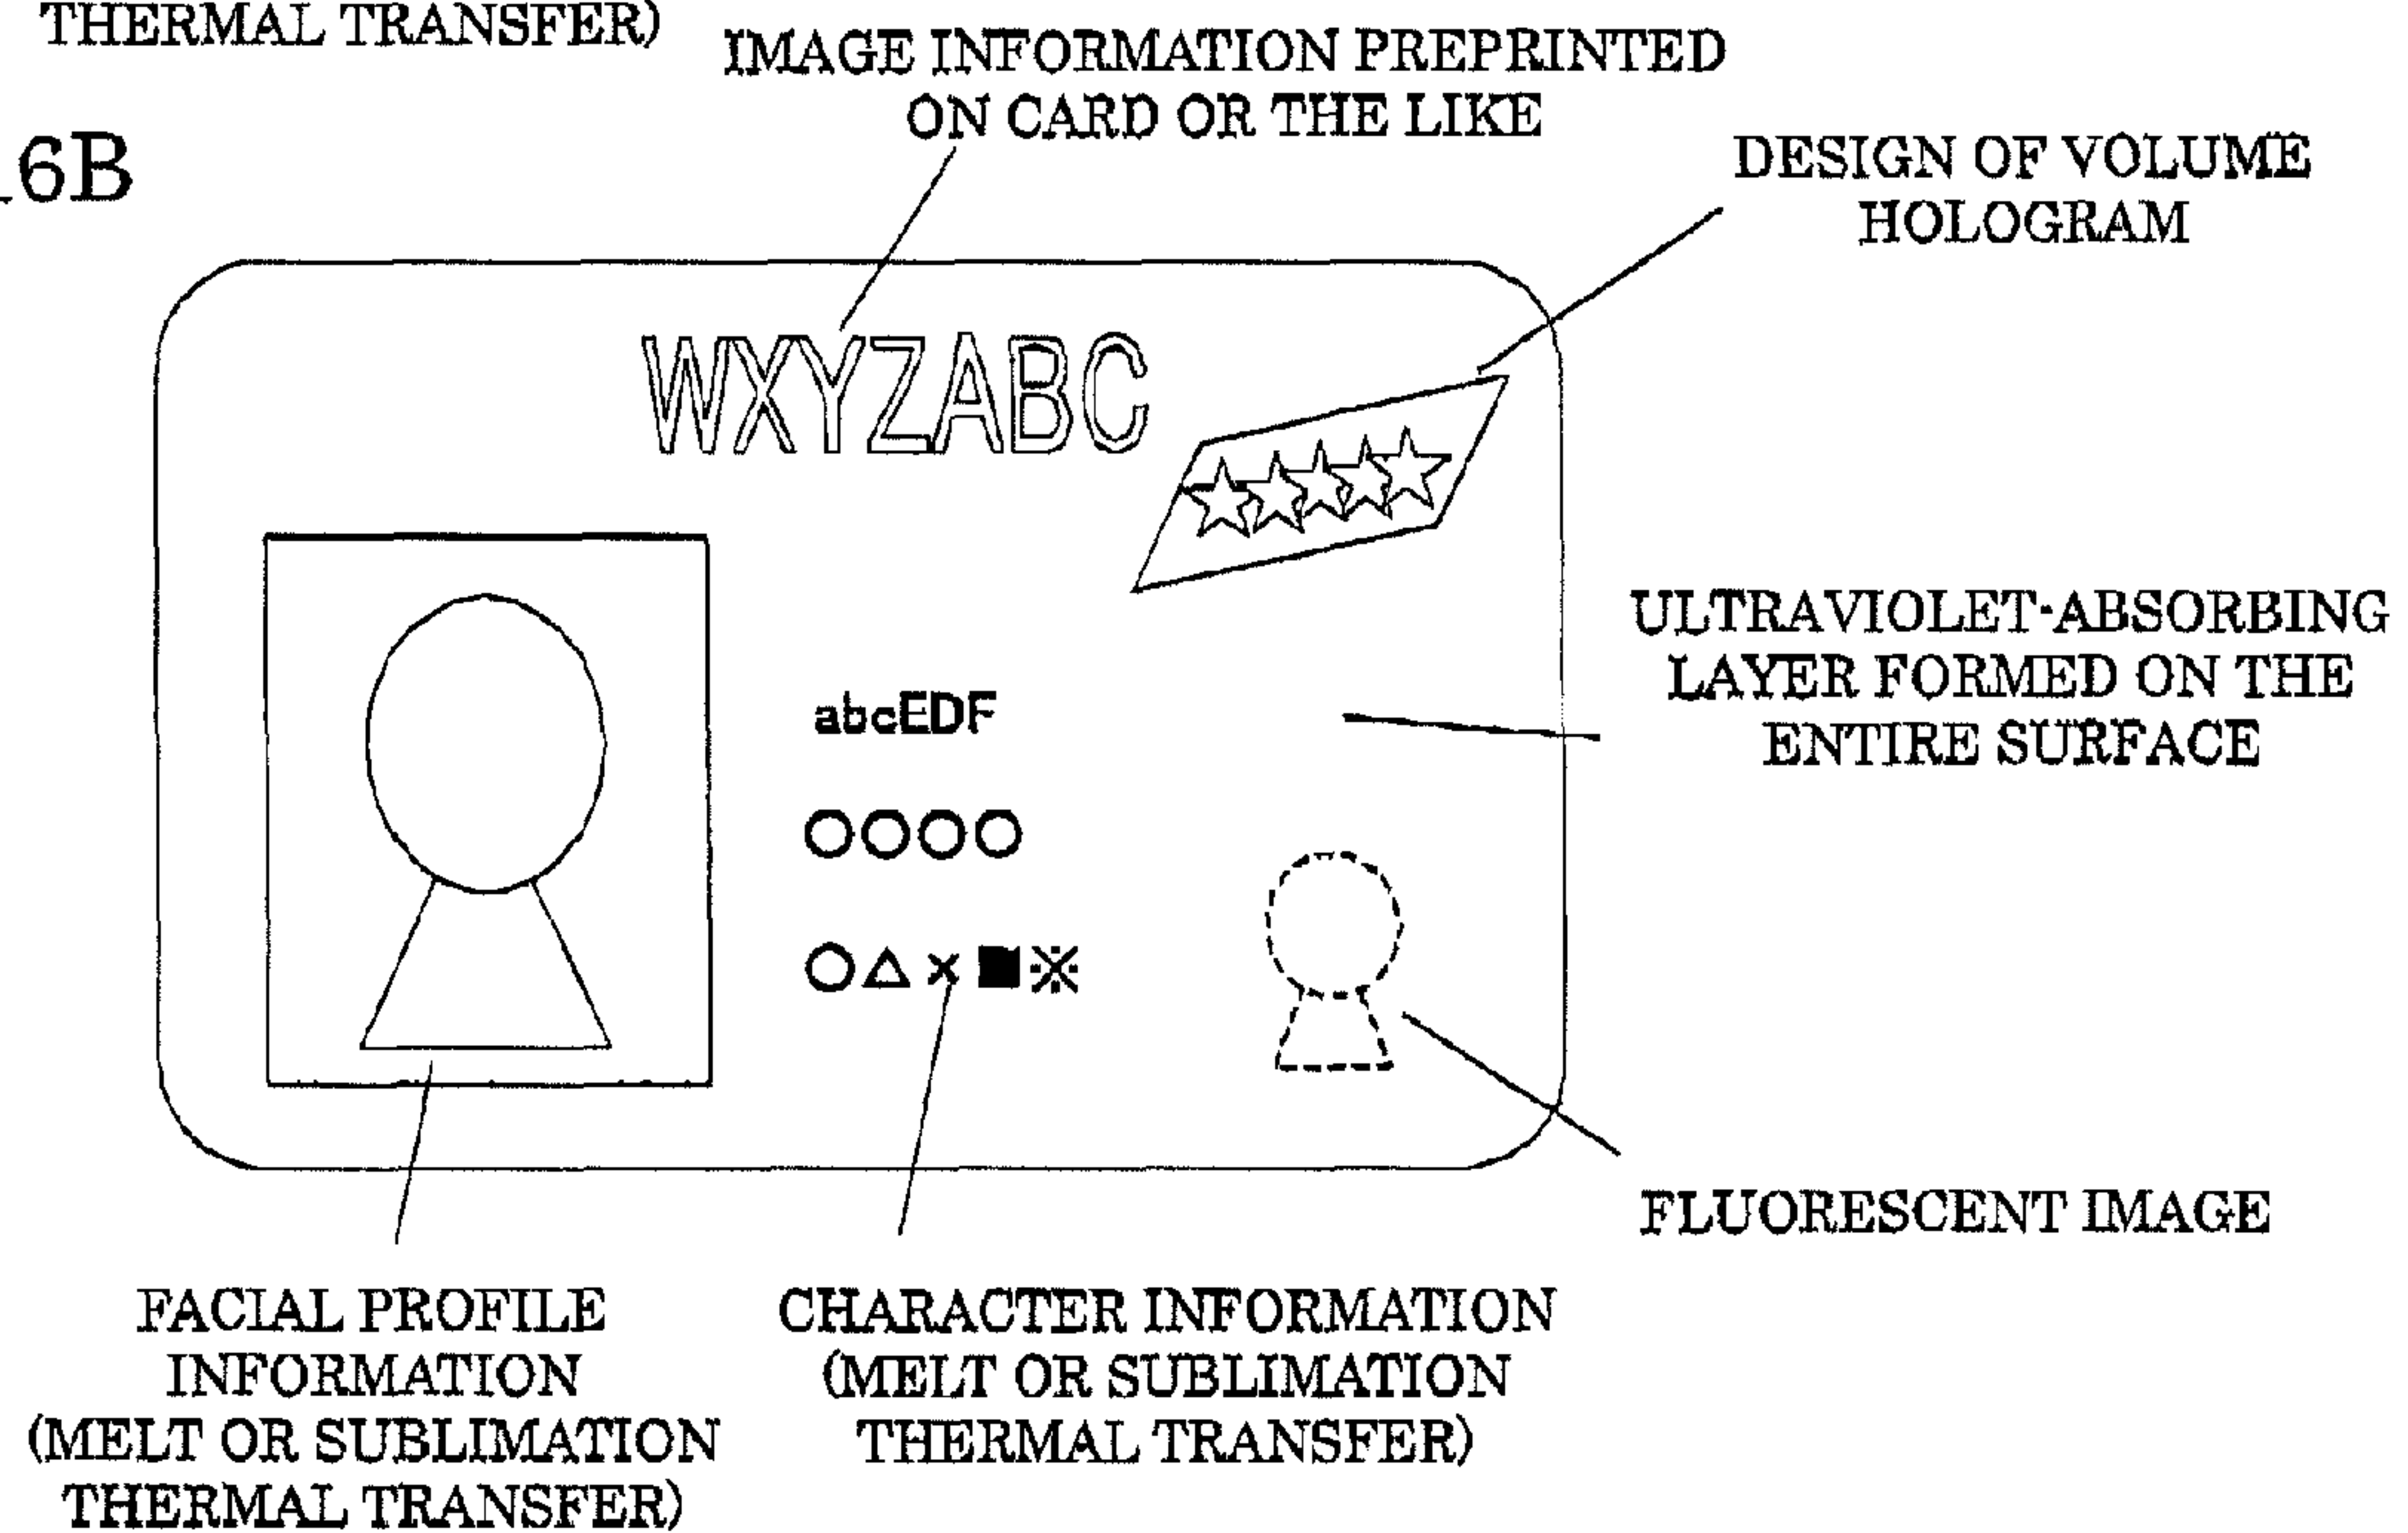 THERMAL TRANSFER)
IMAGE INFORMATION PREPRINTED
ON CARD OR THE LIKE
6B
DESIGN OF VOLUME
HOLOGRAM
WXYZABC
ULTRAVIOLET-ABSORBING
LAYER FORMED ON THE
ENTIRE SURFACE
abcEDF
○○○○
○△×■※
FLUORESCENT IMAGE
FACIAL PROFILE
INFORMATION
(MELT OR SUBLIMATION
THERMAL TRANSFER)
CHARACTER INFORMATION
(MELT OR SUBLIMATION
THERMAL TRANSFER)